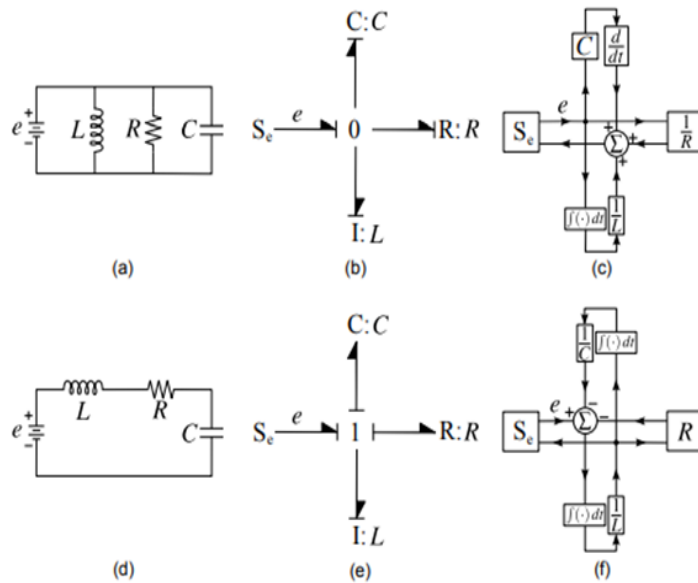 C:C
C d/dt
e + − L R C
S_e e 0 R:R
e S_e + Σ + + 1/R
∫(·)dt 1/L
I:L
(a) (b) (c)
C:C
1/C ∫(·)dt
L R
e + − C
S_e e 1 R:R
S_e e + Σ − − R
∫(·)dt 1/L
I:L
(d) (e) (f)